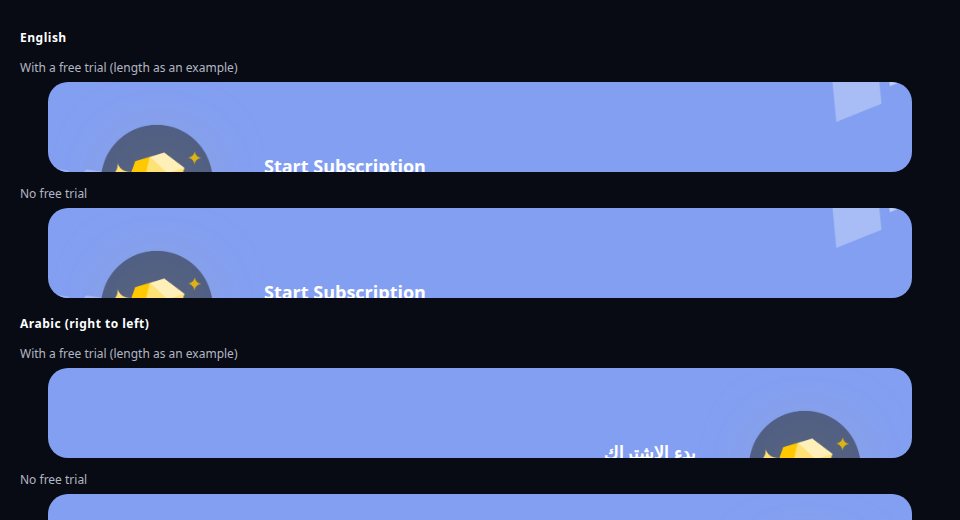 English
With a free trial (length as an example)
Start Subscription
No free trial
Start Subscription
Arabic (right to left)
With a free trial (length as an example)
بدء الاشتراك
No free trial